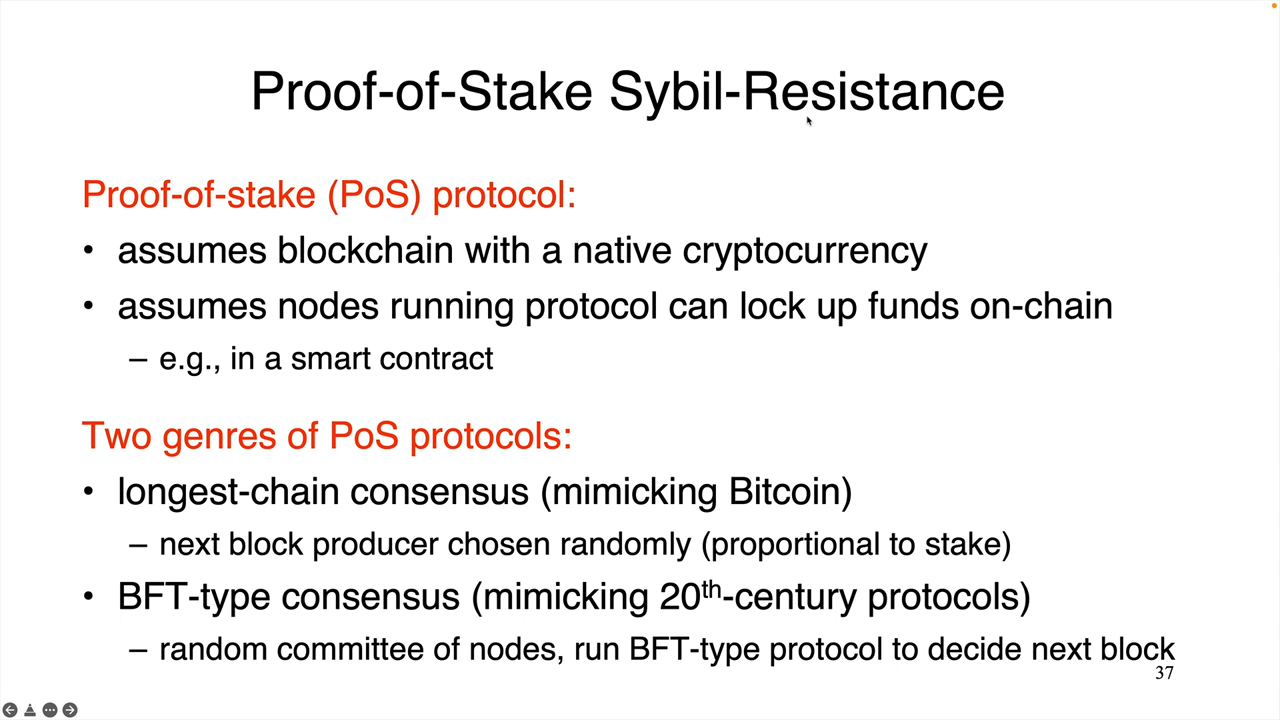 Proof-of-Stake Sybil-Resistance
Proof-of-stake (PoS) protocol:
• assumes blockchain with a native cryptocurrency
• assumes nodes running protocol can lock up funds on-chain
– e.g., in a smart contract
Two genres of PoS protocols:
• longest-chain consensus (mimicking Bitcoin)
– next block producer chosen randomly (proportional to stake)
• BFT-type consensus (mimicking 20th-century protocols)
– random committee of nodes, run BFT-type protocol to decide next block
37